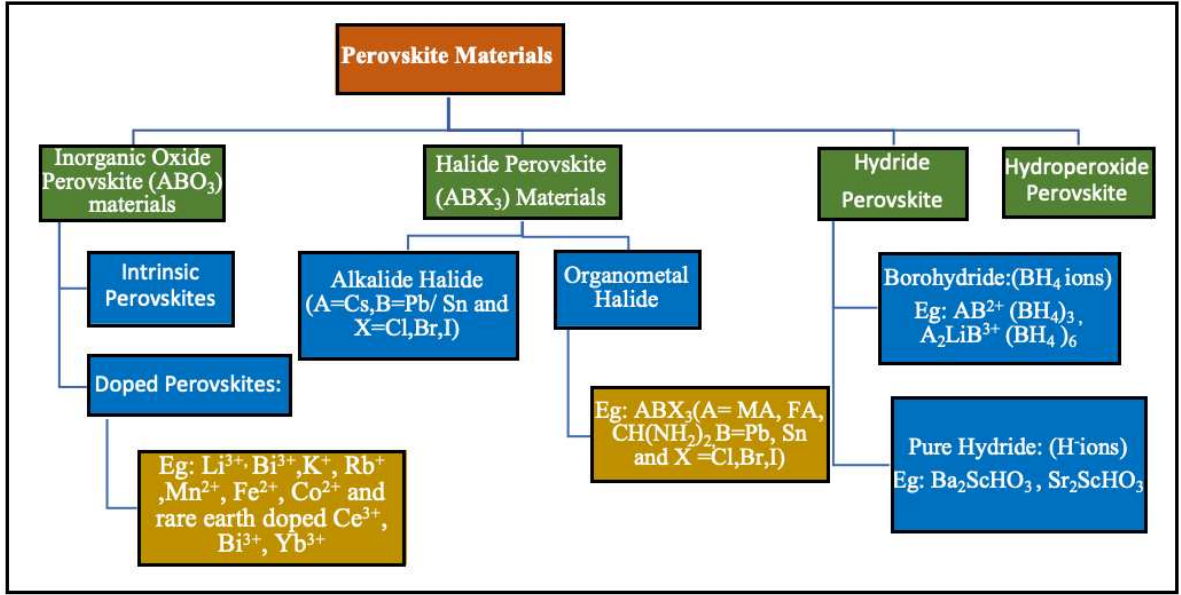 Perovskite Materials
Inorganic Oxide
Perovskite (ABO₃)
materials
Halide Perovskite
(ABX₃) Materials
Hydride
Perovskite
Hydroperoxide
Perovskite
Intrinsic
Perovskites
Alkalide Halide
(A=Cs,B=Pb/ Sn and
X=Cl,Br,I)
Organometal
Halide
Borohydride:(BH₄ ions)
Eg: AB²⁺ (BH₄)₃ ,
A₂LiB³⁺ (BH₄ )₆
Doped Perovskites:
Eg: ABX₃(A= MA, FA,
CH(NH₂)₂,B=Pb, Sn
and X =Cl,Br,I)
Pure Hydride: (H⁻ions)
Eg: Ba₂ScHO₃ , Sr₂ScHO₃
Eg: Li³⁺, Bi³⁺,K⁺, Rb⁺
,Mn²⁺, Fe²⁺, Co²⁺ and
rare earth doped Ce³⁺,
Bi³⁺, Yb³⁺